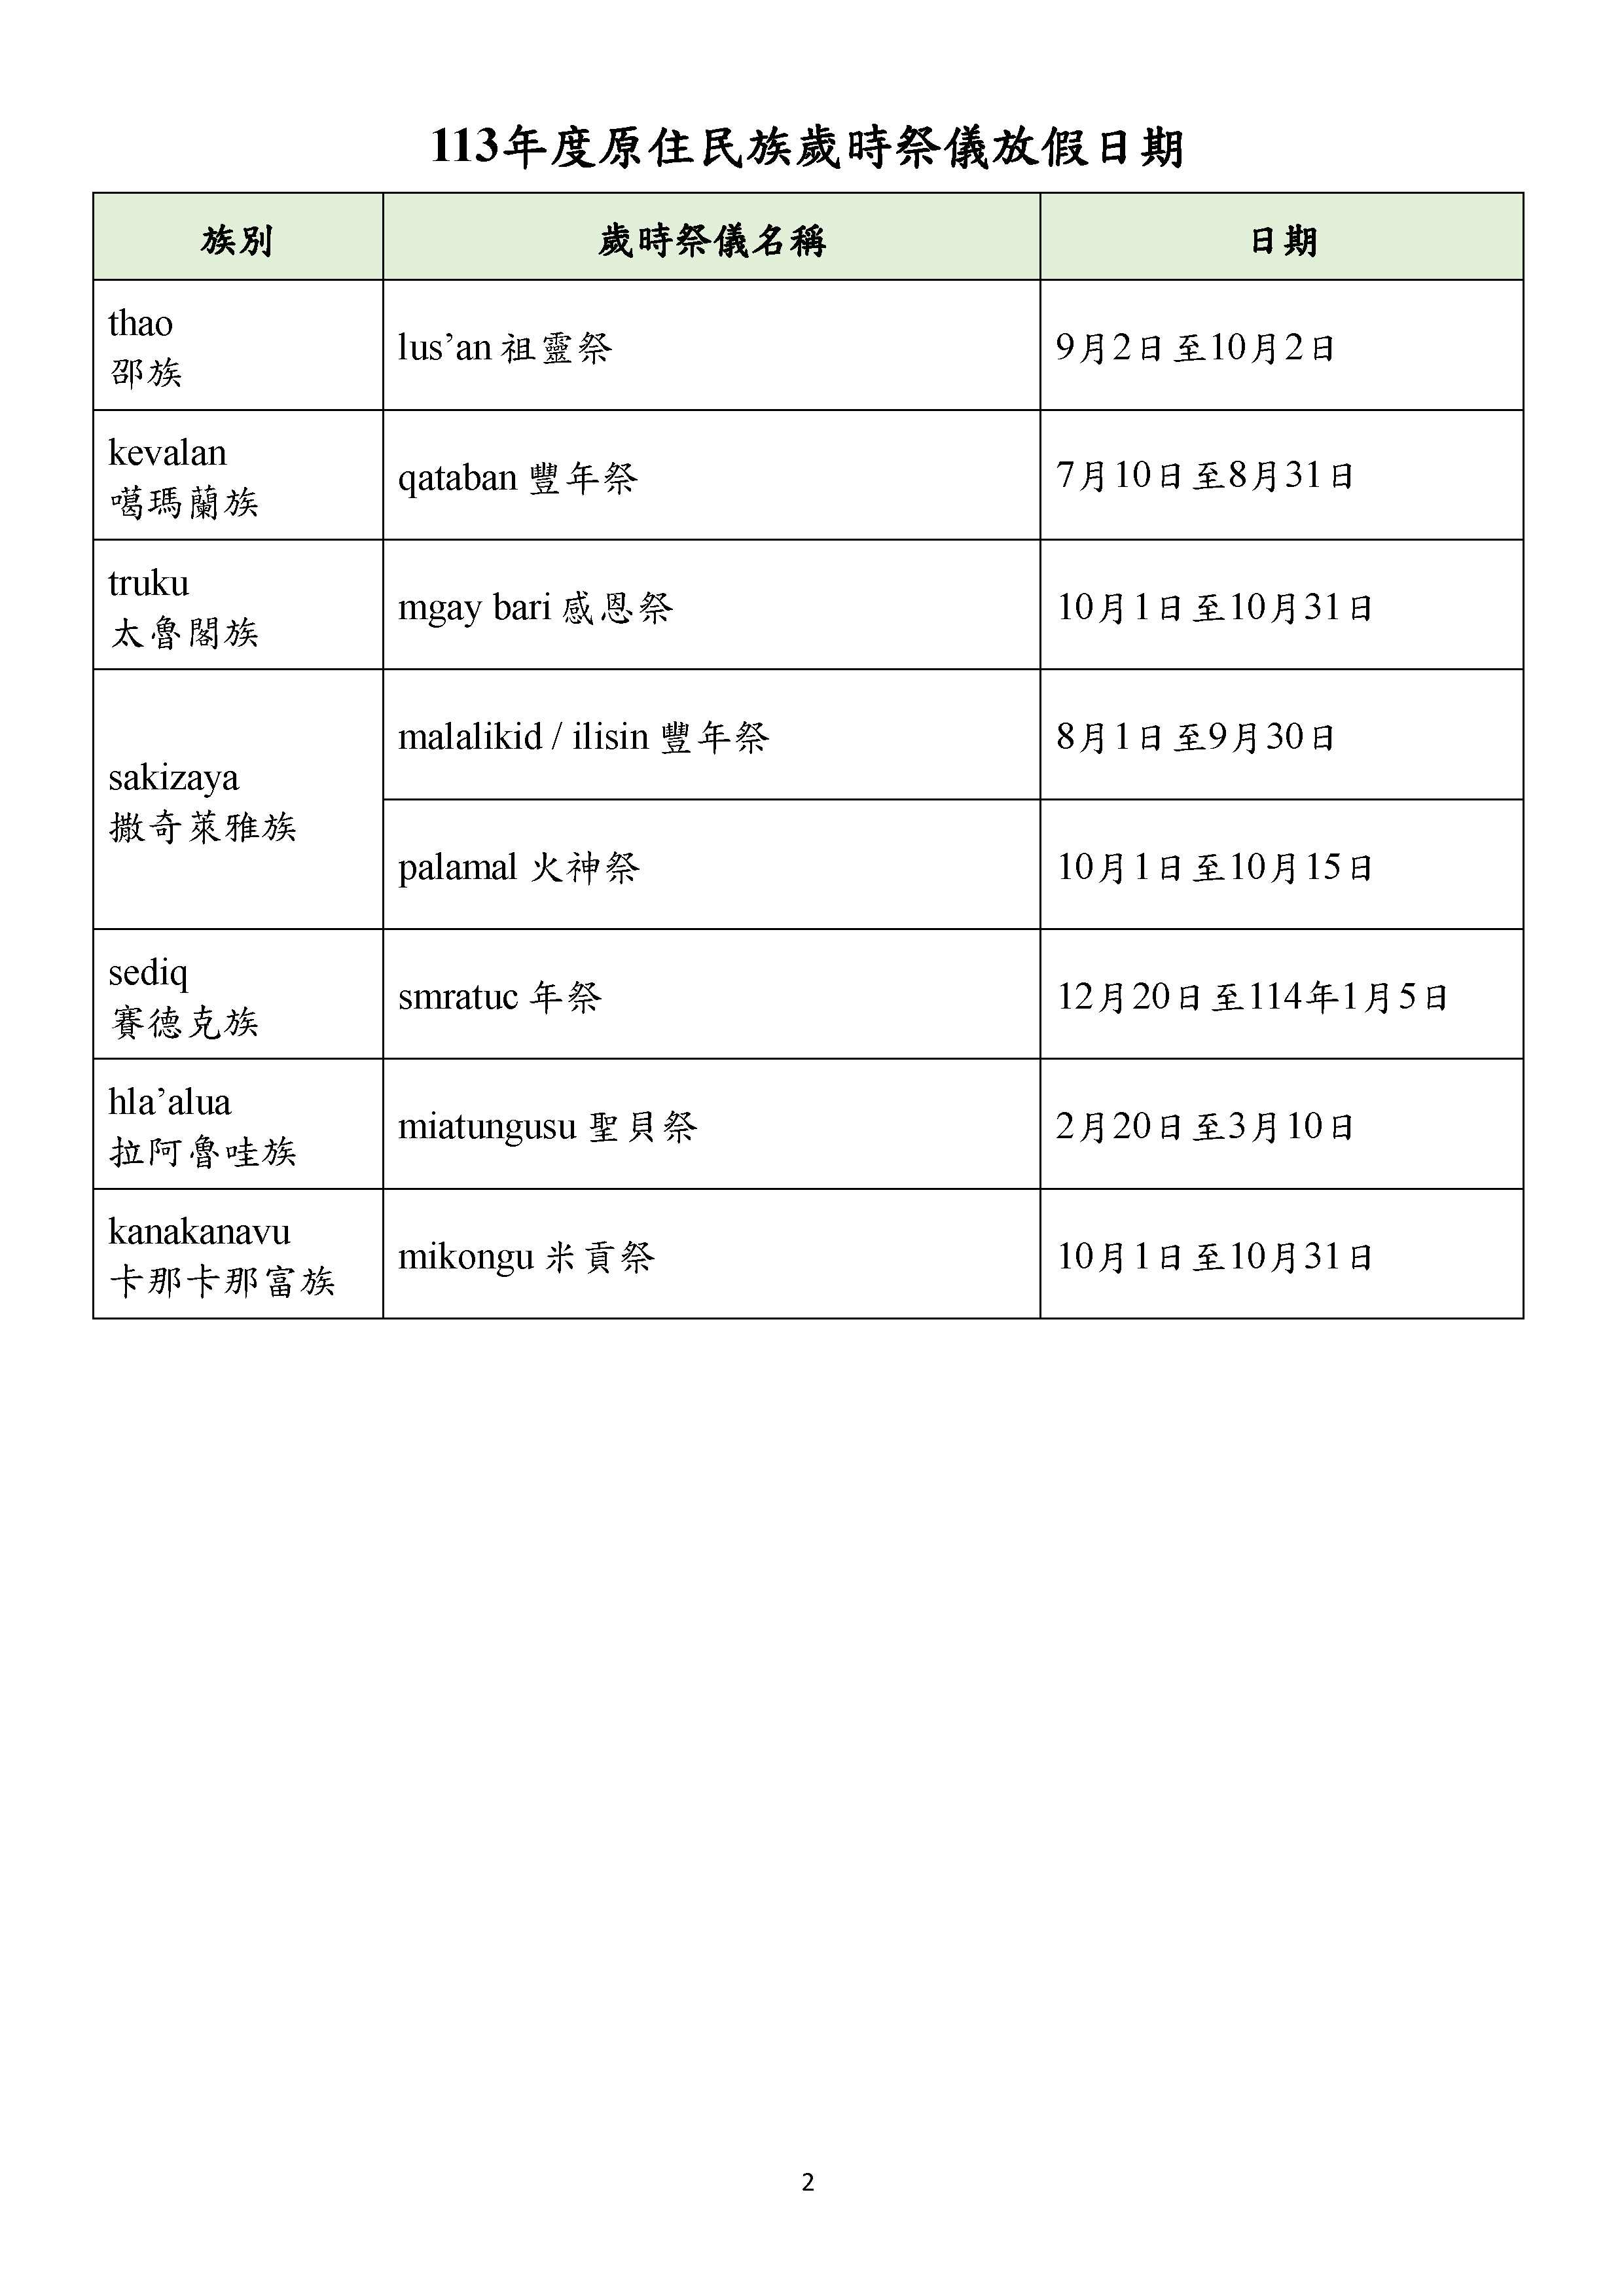 113年度原住民族歲時祭儀放假日期
族別 歲時祭儀名稱 日期
thao
邵族
lus’an 祖靈祭 9月2日至10月2日
kevalan
噶瑪蘭族
qataban 豐年祭 7月10日至8月31日
truku
太魯閣族
mgay bari 感恩祭 10月1日至10月31日
sakizaya
撒奇萊雅族
malalikid / ilisin 豐年祭 8月1日至9月30日
palamal 火神祭 10月1日至10月15日
sediq
賽德克族
smratuc 年祭 12月20日至114年1月5日
hla’alua
拉阿魯哇族
miatungusu 聖貝祭 2月20日至3月10日
kanakanavu
卡那卡那富族
mikongu 米貢祭 10月1日至10月31日
2